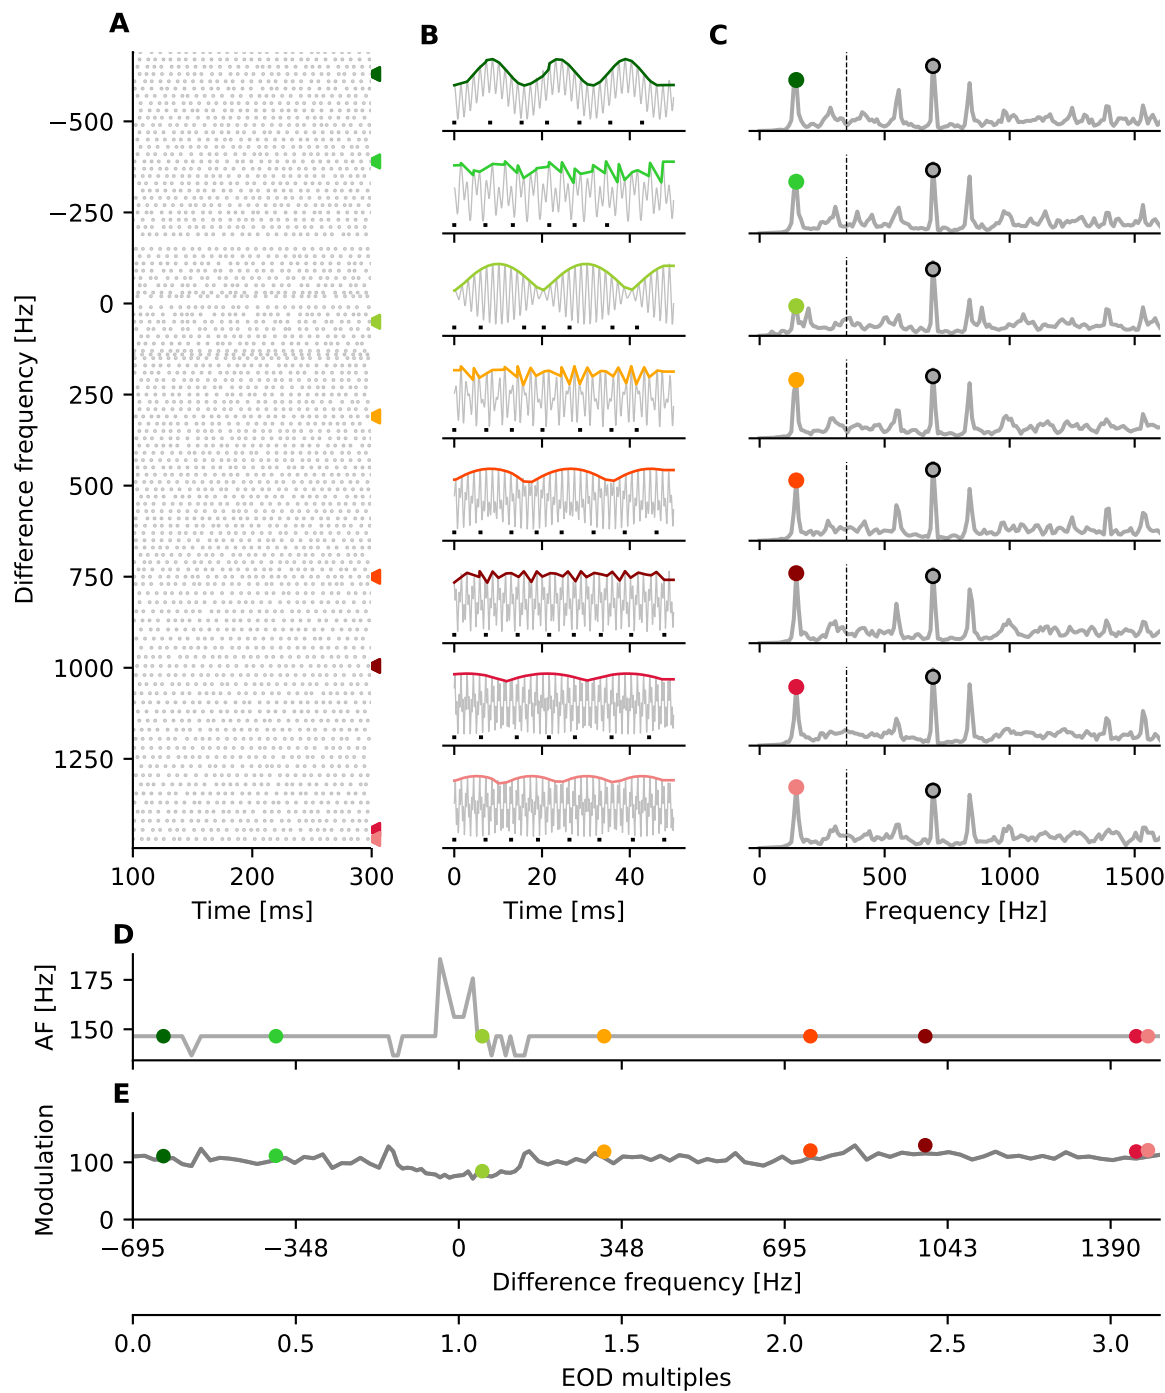 A
B
C
Difference frequency [Hz]
−500
−250
0
250
500
750
1000
1250
100 200 300
Time [ms]
0 20 40
Time [ms]
0 500 1000 1500
Frequency [Hz]
D
AF [Hz]
175
150
E
Modulation
100
0
−695 −348 0 348 695 1043 1390
Difference frequency [Hz]
0.0 0.5 1.0 1.5 2.0 2.5 3.0
EOD multiples